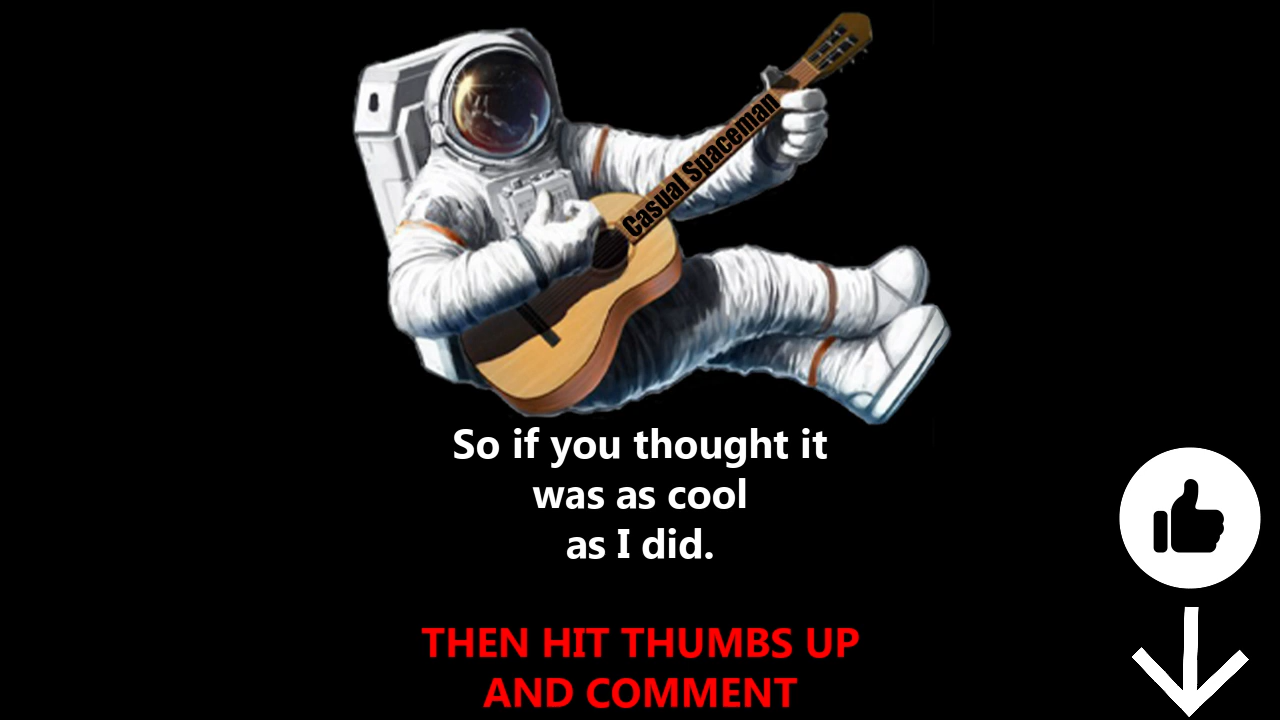 Casual Spaceman
So if you thought it
was as cool
as I did.
THEN HIT THUMBS UP
AND COMMENT